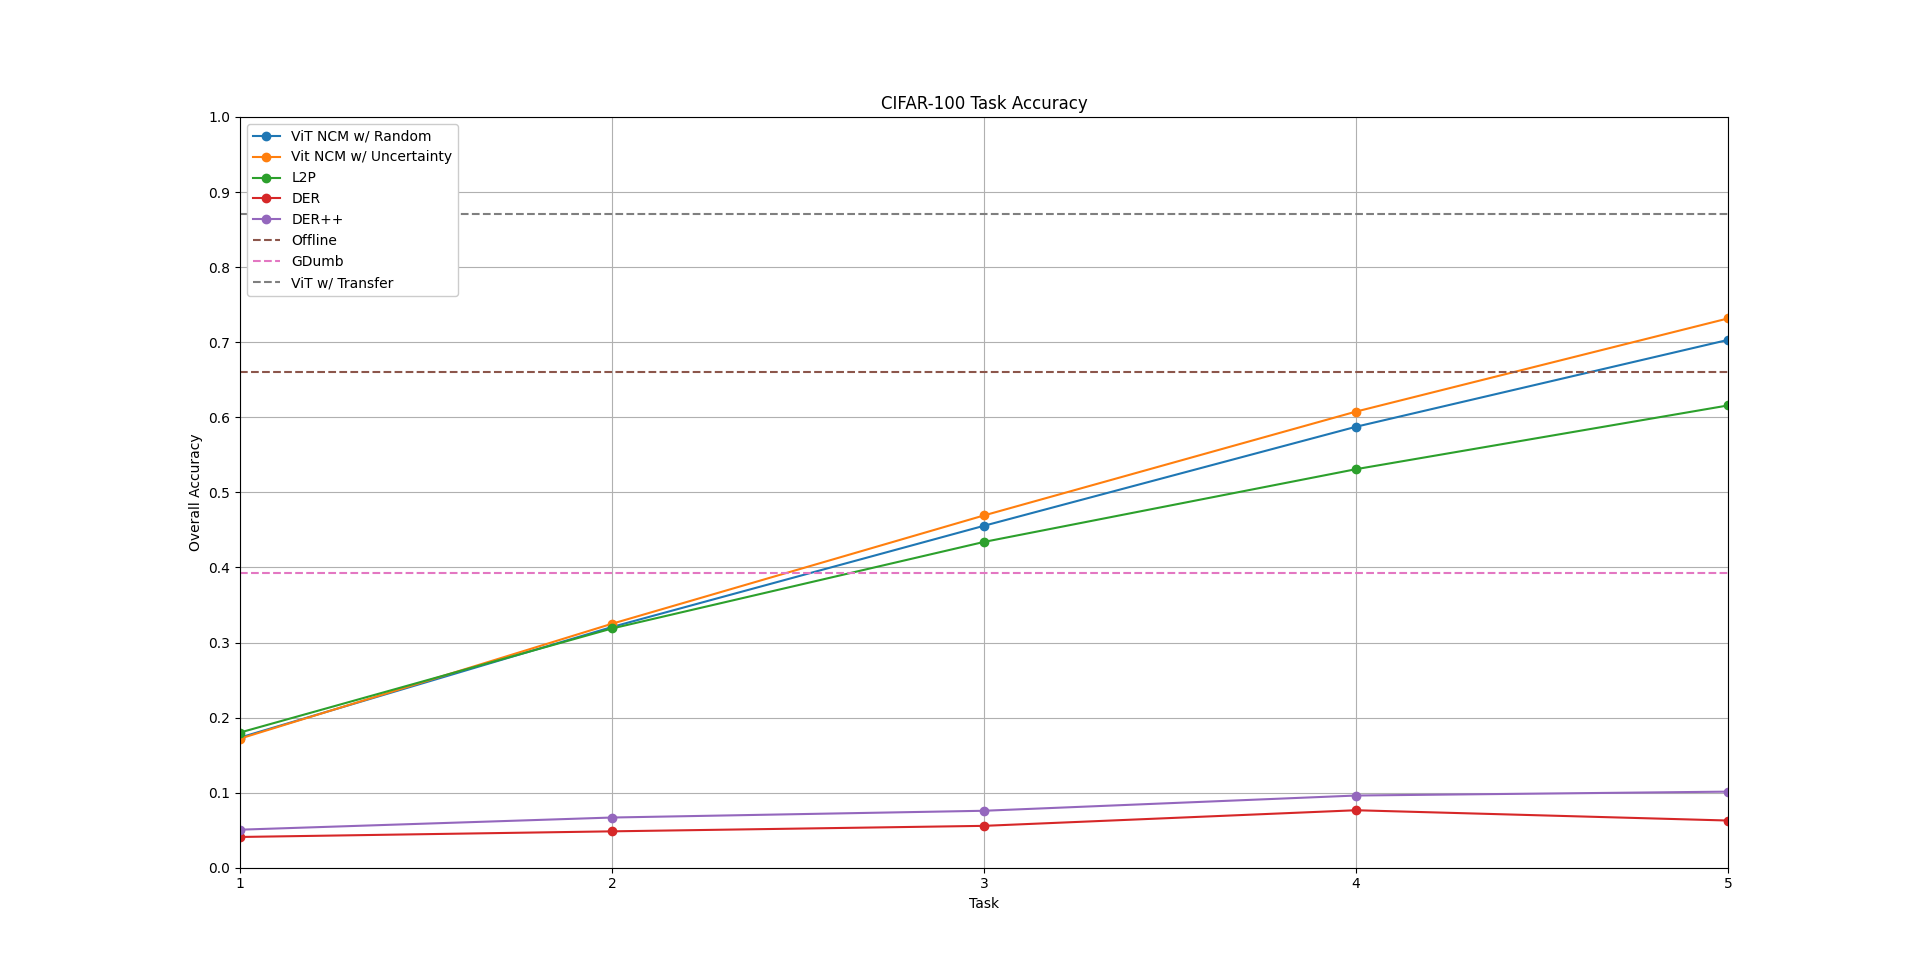 CIFAR-100 Task Accuracy
1.0
0.9
0.8
0.7
0.6
0.5
0.4
0.3
0.2
0.1
0.0
Overall Accuracy
ViT NCM w/ Random
Vit NCM w/ Uncertainty
L2P
DER
DER++
Offline
GDumb
ViT w/ Transfer
1 2 3 4 5
Task